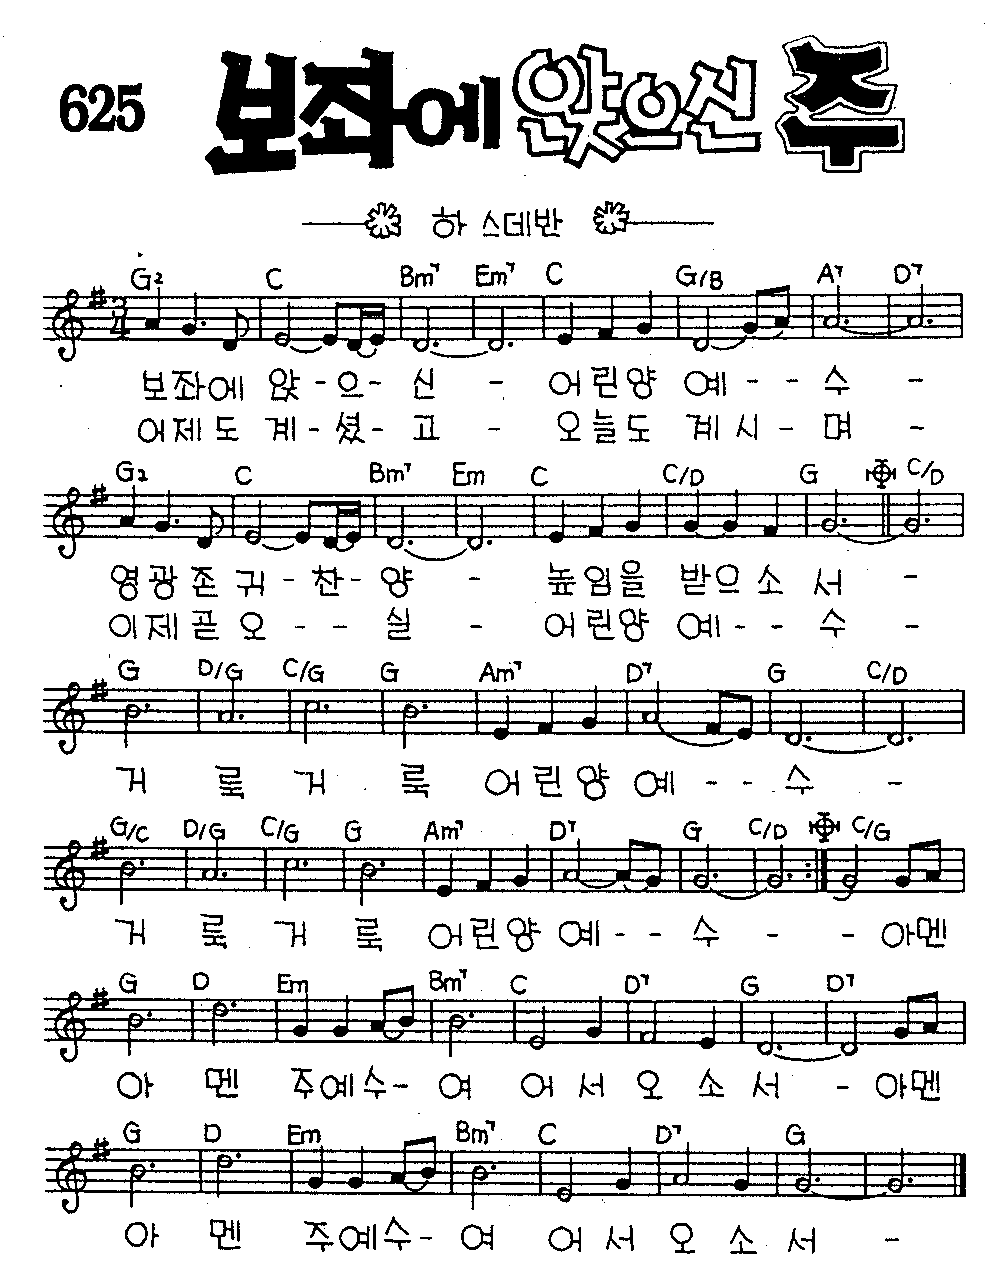 625 보좌에 앉으신 주
하 스데반
G2 C Bm7 Em7 C G/B A7 D7
3/4
보좌에 앉-으-신 - 어린양 예--수 -
어제도 계-셨-고 - 오늘도 계시-며 -
G2 C Bm7 Em C C/D G C/D
영광존귀-찬-양 - 높임을 받으소서 -
이제곧오--실 - 어린양 예--수 -
G D/G C/G G Am7 D7 G C/D
거 룩 거 룩 어린양 예--수 -
G/C D/G C/G G Am7 D7 G C/D C/G
거 룩 거 룩 어린양 예--수 - - 아멘
G D Em Bm7 C D7 G D7
아 멘 주예수-여 어서오소서 - 아멘
G D Em Bm7 C D7 G
아 멘 주예수-여 어서오소서 -